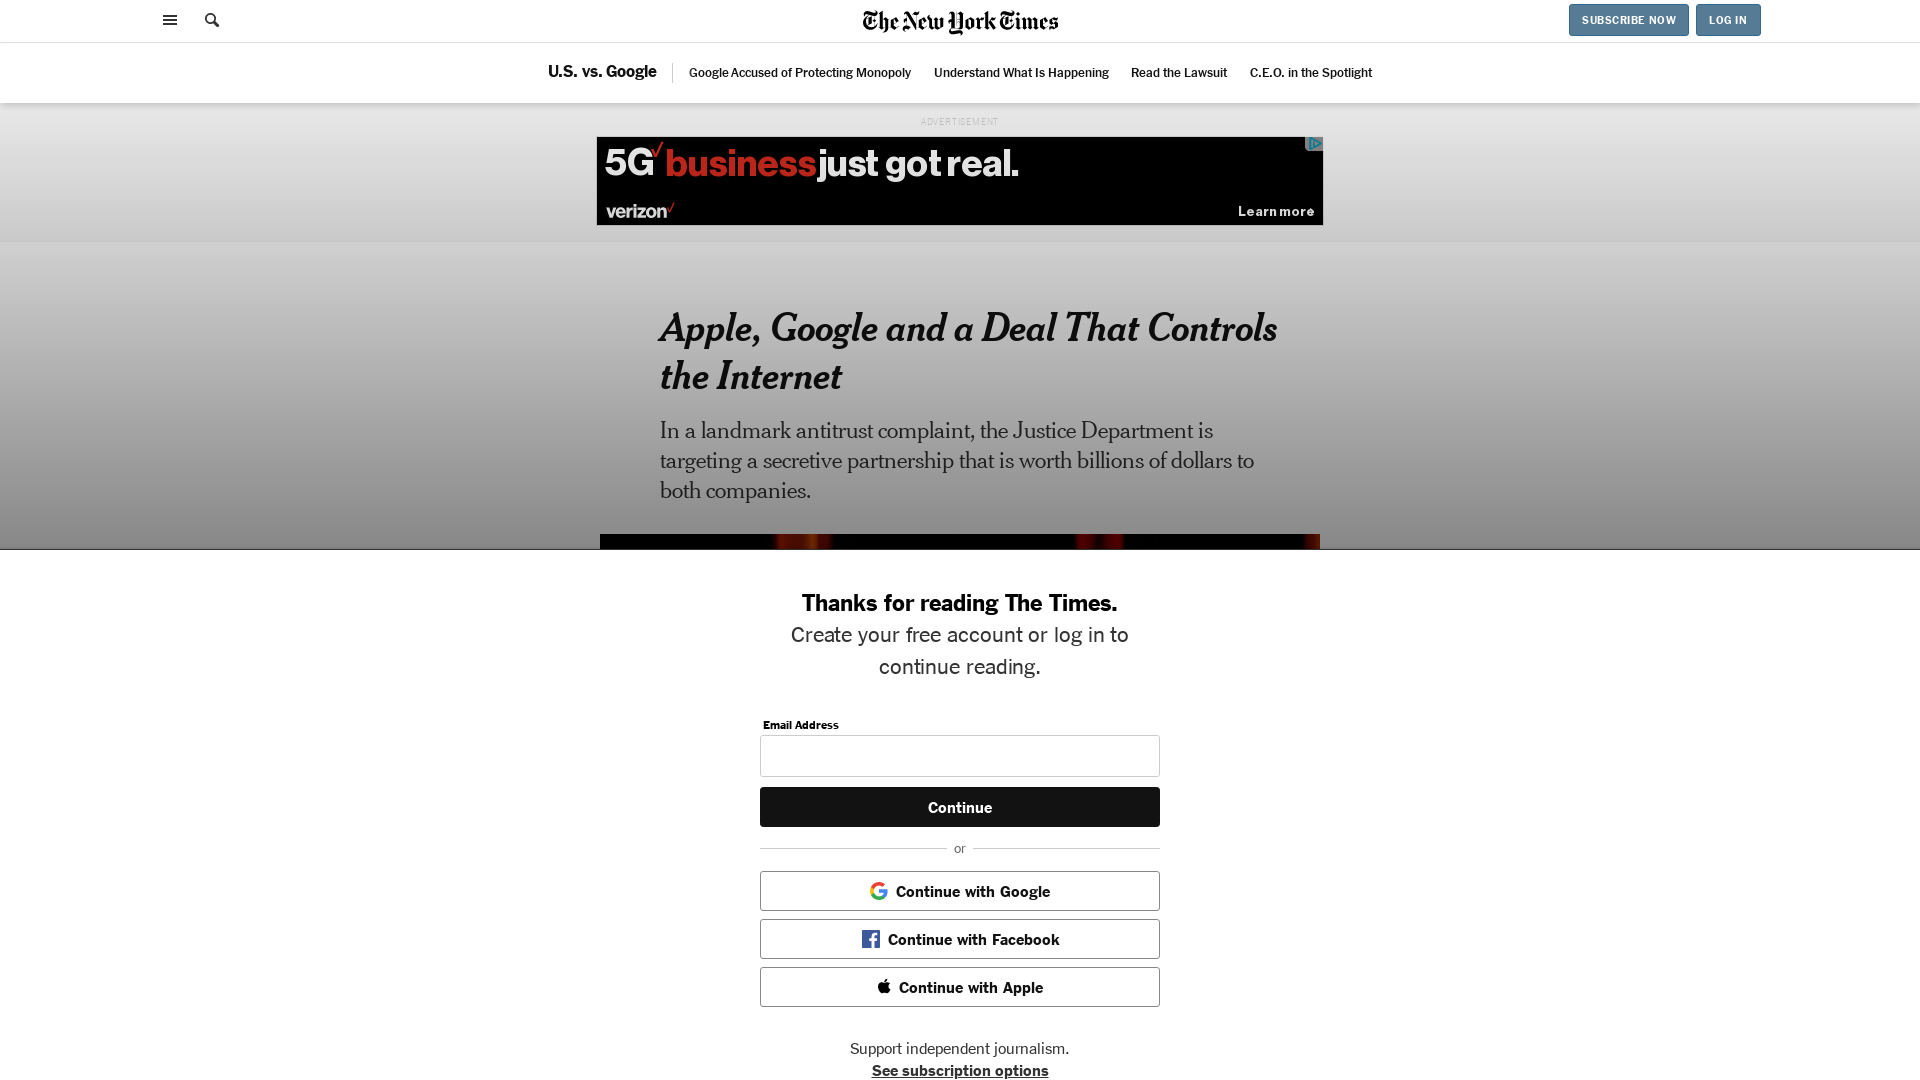 The New York Times
SUBSCRIBE NOW
LOG IN
U.S. vs. Google
Google Accused of Protecting Monopoly
Understand What Is Happening
Read the Lawsuit
C.E.O. in the Spotlight
ADVERTISEMENT
5G business just got real.
verizon
Learn more
Apple, Google and a Deal That Controls
the Internet
In a landmark antitrust complaint, the Justice Department is
targeting a secretive partnership that is worth billions of dollars to
both companies.
Thanks for reading The Times.
Create your free account or log in to
continue reading.
Email Address
Continue
or
Continue with Google
Continue with Facebook
Continue with Apple
Support independent journalism.
See subscription options